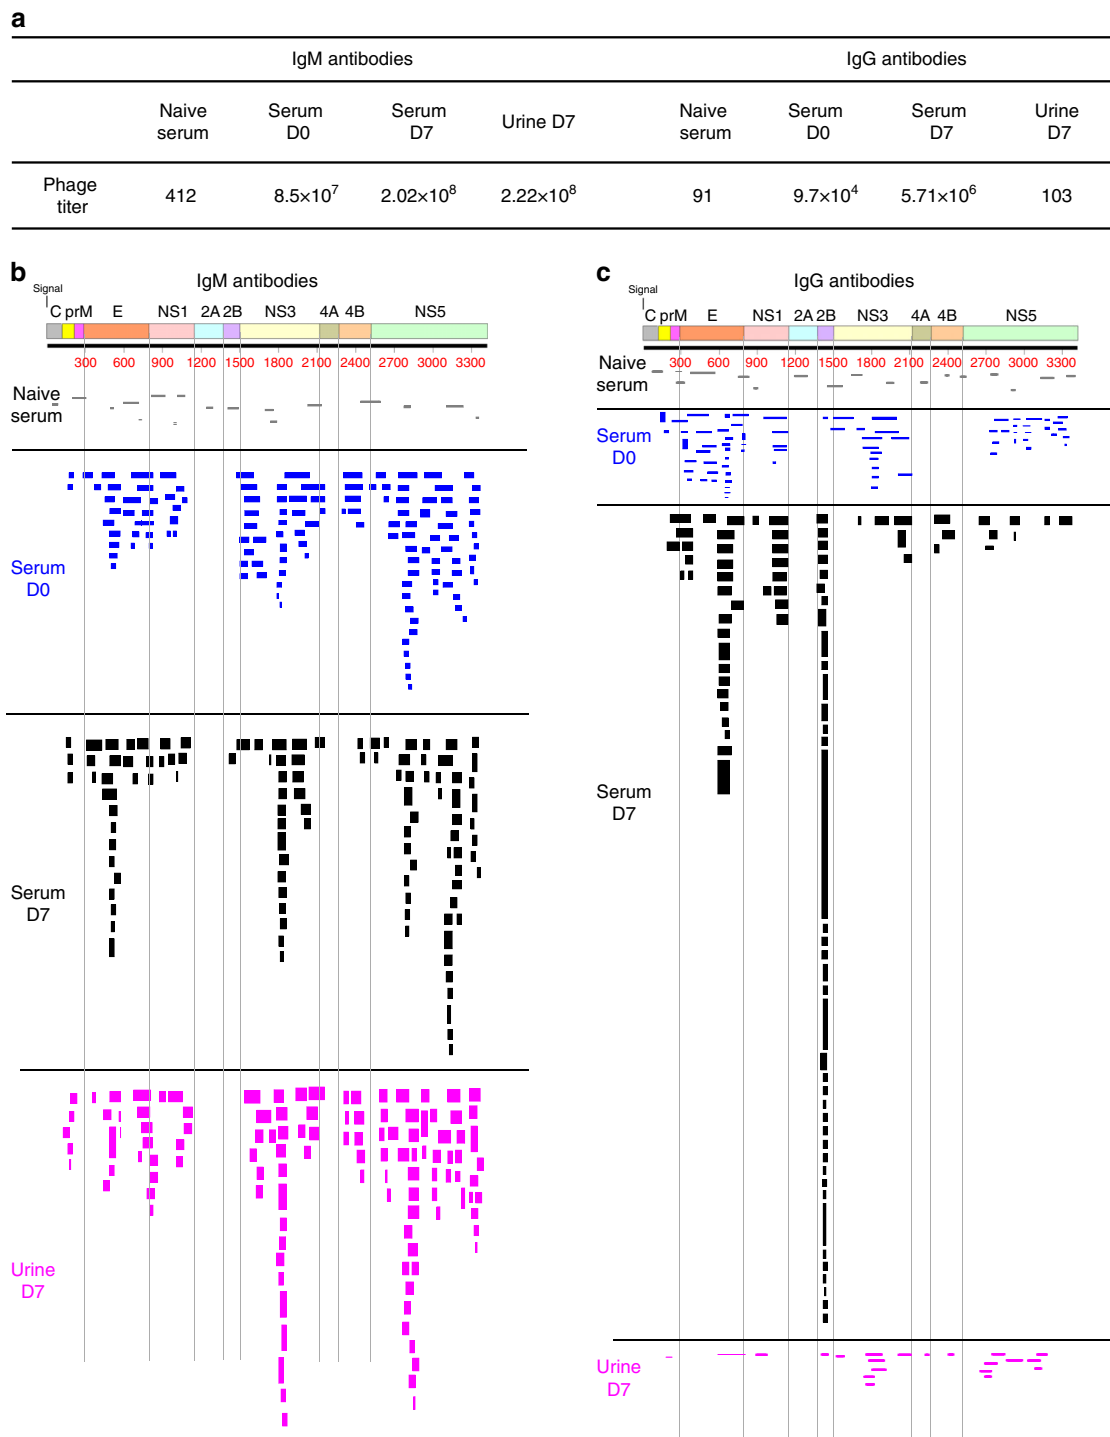 a
IgM antibodies IgG antibodies
Naive serum Serum D0 Serum D7 Urine D7 Naive serum Serum D0 Serum D7 Urine D7
Phage titer 412 8.5×10⁷ 2.02×10⁸ 2.22×10⁸ 91 9.7×10⁴ 5.71×10⁶ 103
b
IgM antibodies
Signal
C prM E NS1 2A 2B NS3 4A 4B NS5
300 600 900 1200 1500 1800 2100 2400 2700 3000 3300
Naive
serum
Serum
D0
Serum
D7
Urine
D7
c
IgG antibodies
Signal
C prM E NS1 2A 2B NS3 4A 4B NS5
300 600 900 1200 1500 1800 2100 2400 2700 3000 3300
Naive
serum
Serum
D0
Serum
D7
Urine
D7